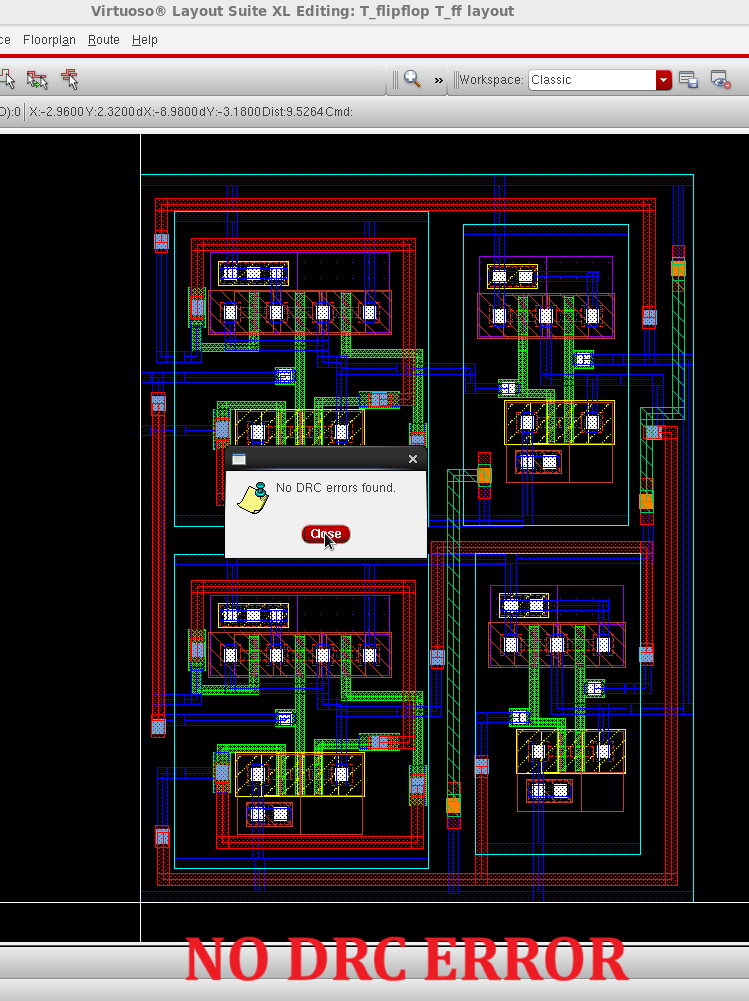 Virtuoso® Layout Suite XL Editing: T_flipflop T_ff layout
ce Floorplan Route Help
» Workspace: Classic
D):0 X:-2.9600 Y:2.3200 dX:-8.9800 dY:-3.1800 Dist:9.5264 Cmd:
No DRC errors found.
Close
NO DRC ERROR